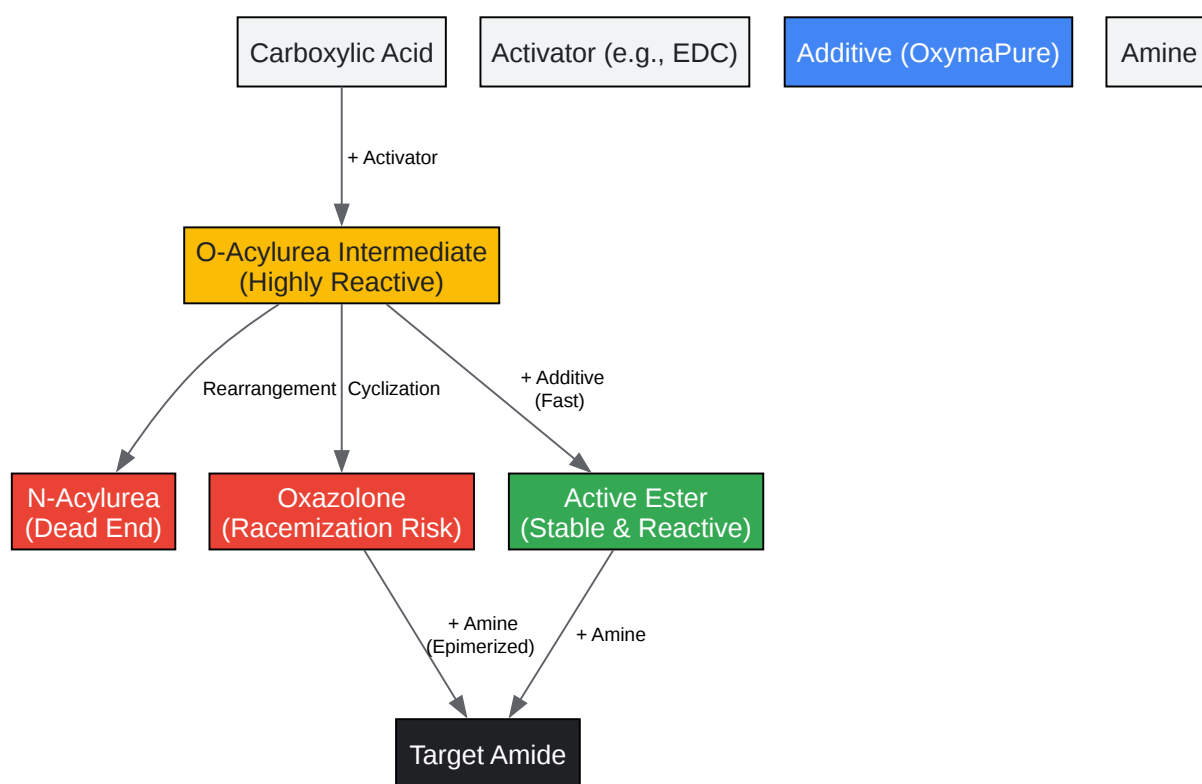 Carboxylic Acid
Activator (e.g., EDC)
Additive (OxymaPure)
Amine
+ Activator
O-Acylurea Intermediate
(Highly Reactive)
Rearrangement
Cyclization
+ Additive
(Fast)
N-Acylurea
(Dead End)
Oxazolone
(Racemization Risk)
Active Ester
(Stable & Reactive)
+ Amine
(Epimerized)
+ Amine
Target Amide